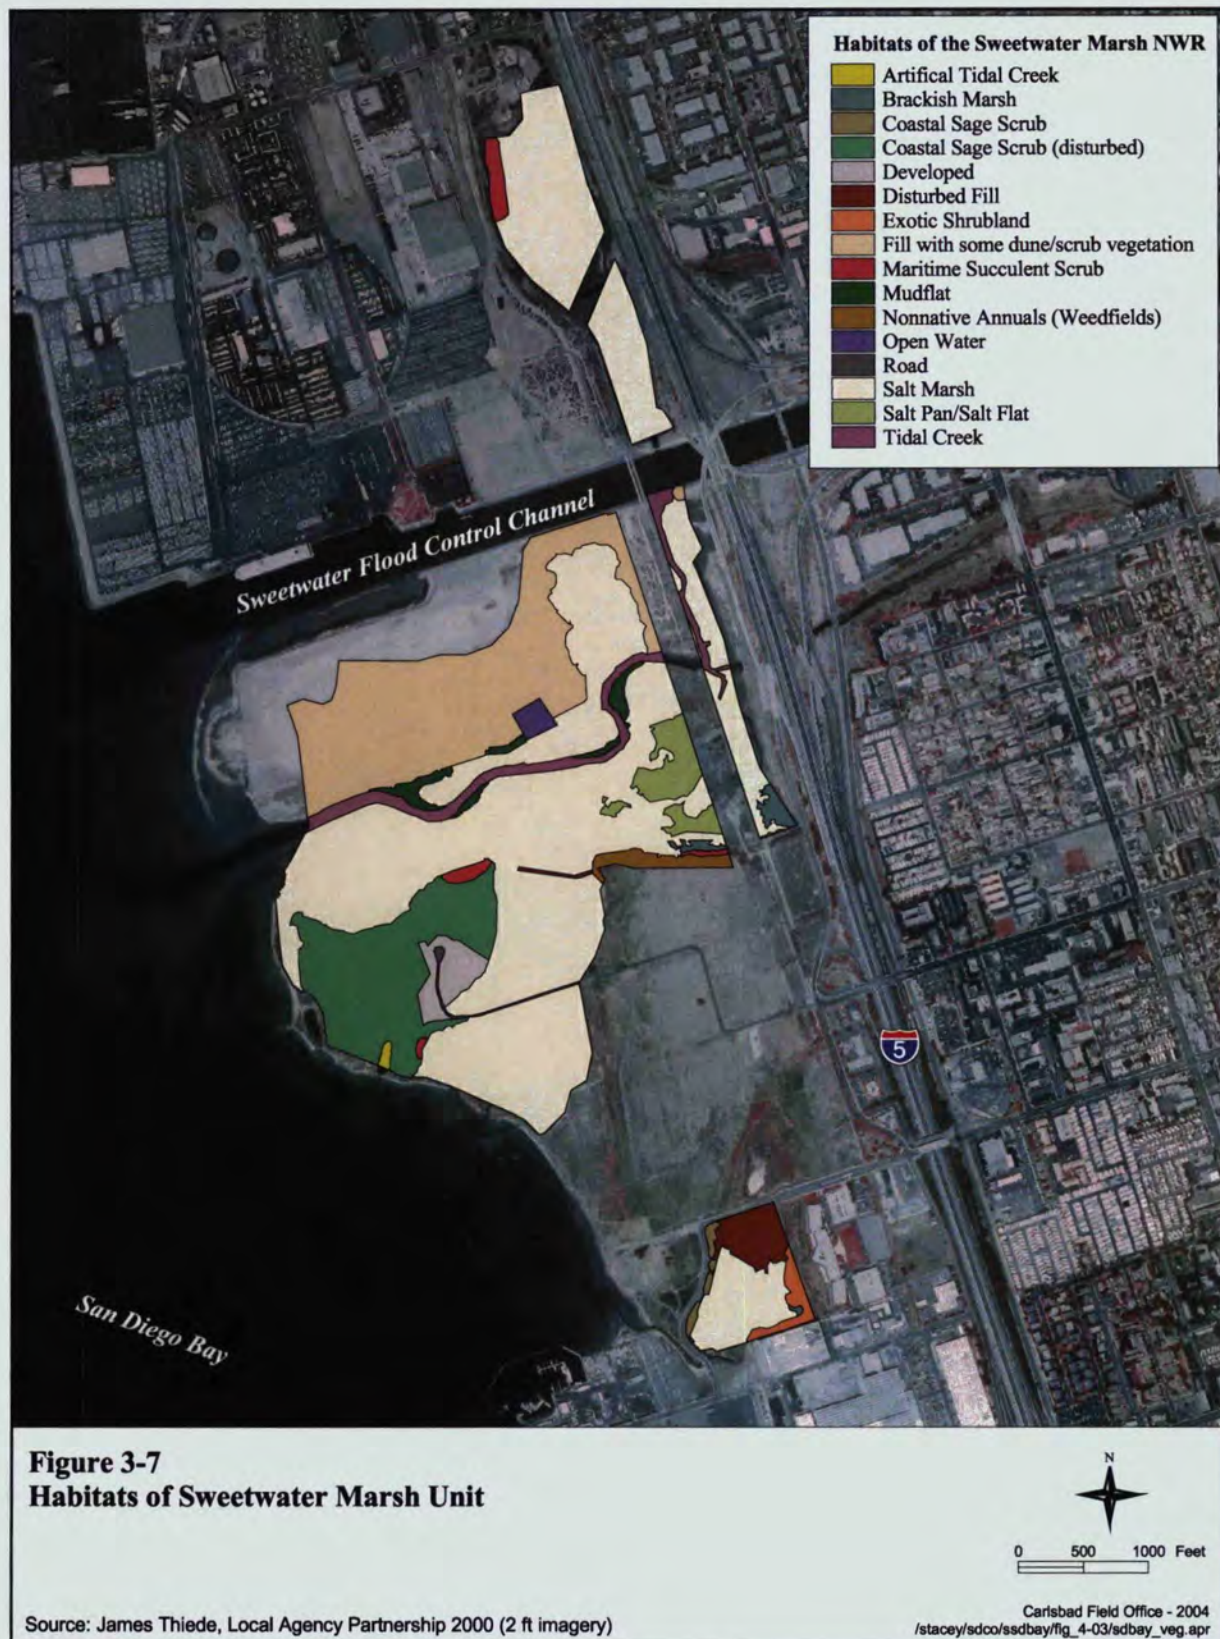 Habitats of the Sweetwater Marsh NWR
Artifical Tidal Creek
Brackish Marsh
Coastal Sage Scrub
Coastal Sage Scrub (disturbed)
Developed
Disturbed Fill
Exotic Shrubland
Fill with some dune/scrub vegetation
Maritime Succulent Scrub
Mudflat
Nonnative Annuals (Weedfields)
Open Water
Road
Salt Marsh
Salt Pan/Salt Flat
Tidal Creek
Sweetwater Flood Control Channel
5
San Diego Bay
Figure 3-7
Habitats of Sweetwater Marsh Unit
N
0 500 1000 Feet
Source: James Thiede, Local Agency Partnership 2000 (2 ft imagery)
Carlsbad Field Office - 2004
/stacey/sdco/ssdbay/fig_4-03/sdbay_veg.apr